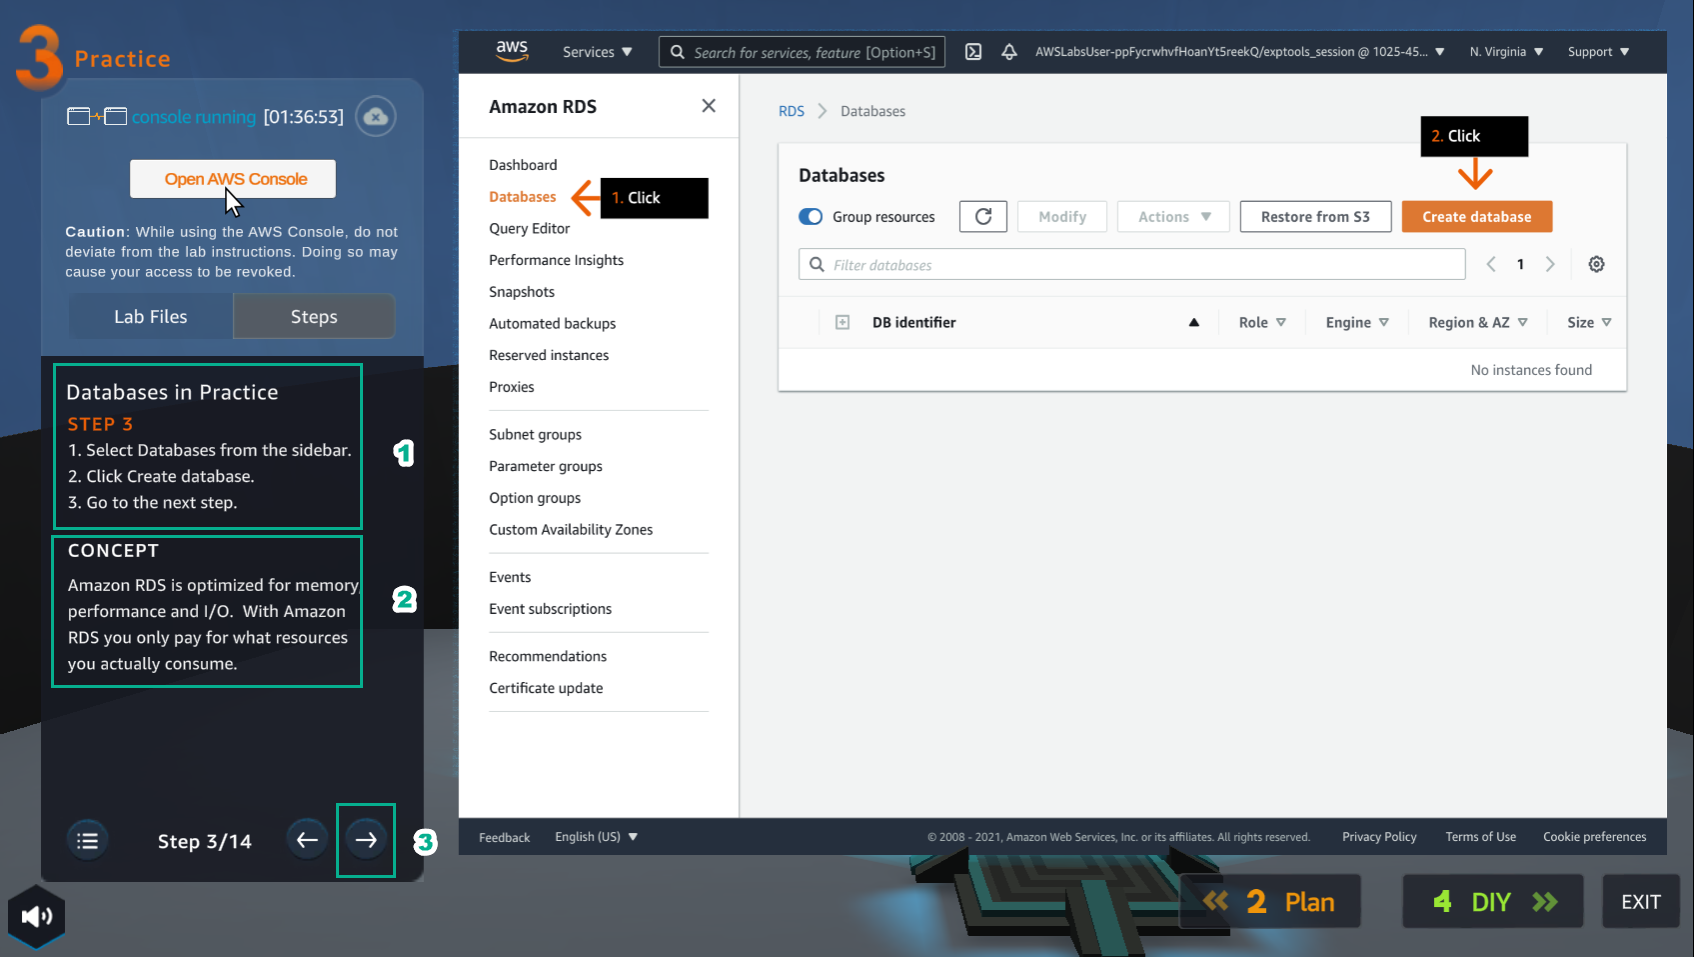 3 Practice
console running [01:36:53]
Open AWS Console
Caution: While using the AWS Console, do not
deviate from the lab instructions. Doing so may
cause your access to be revoked.
Lab Files
Steps
Databases in Practice
STEP 3
1. Select Databases from the sidebar.
2. Click Create database.
3. Go to the next step.
1
CONCEPT
Amazon RDS is optimized for memory,
performance and I/O. With Amazon
RDS you only pay for what resources
you actually consume.
2
Step 3/14
3
aws
Services
Search for services, feature [Option+S]
AWSLabsUser-ppFycrwhvfHoanYt5reekQ/exptools_session @ 1025-45...
N. Virginia
Support
Amazon RDS
Dashboard
Databases
1. Click
Query Editor
Performance Insights
Snapshots
Automated backups
Reserved instances
Proxies
Subnet groups
Parameter groups
Option groups
Custom Availability Zones
Events
Event subscriptions
Recommendations
Certificate update
RDS
Databases
2. Click
Databases
Group resources
Modify
Actions
Restore from S3
Create database
Filter databases
1
DB identifier
Role
Engine
Region & AZ
Size
No instances found
Feedback
English (US)
© 2008 - 2021, Amazon Web Services, Inc. or its affiliates. All rights reserved.
Privacy Policy
Terms of Use
Cookie preferences
2 Plan
4 DIY
EXIT